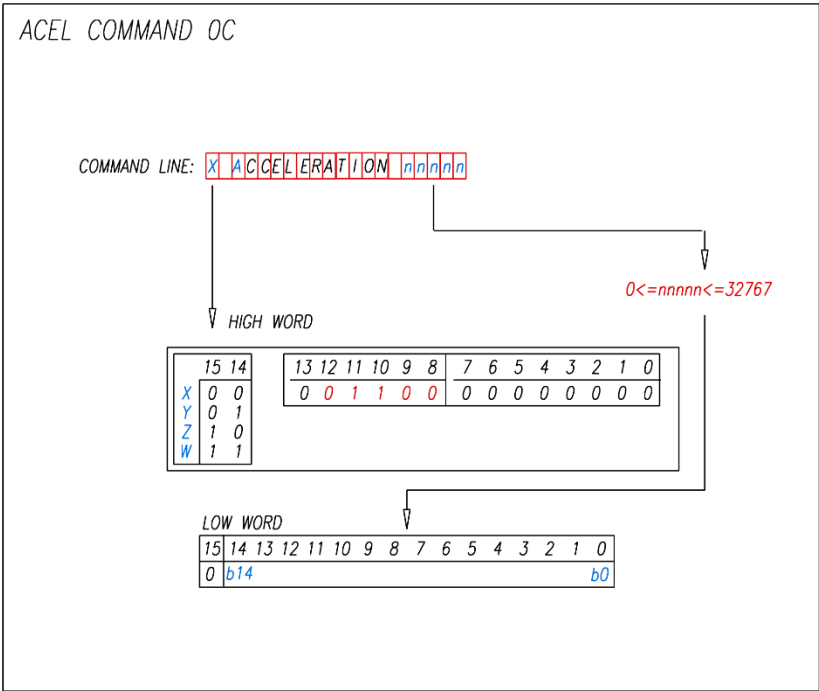 ACEL COMMAND 0C
COMMAND LINE: X ACCELERATION nnnnn
0<=nnnnn<=32767
HIGH WORD
15 14 13 12 11 10 9 8 7 6 5 4 3 2 1 0
X 0 0 0 0 1 1 0 0 0 0 0 0 0 0 0 0
Y 0 1
Z 1 0
W 1 1
LOW WORD
15 14 13 12 11 10 9 8 7 6 5 4 3 2 1 0
0 b14 b0